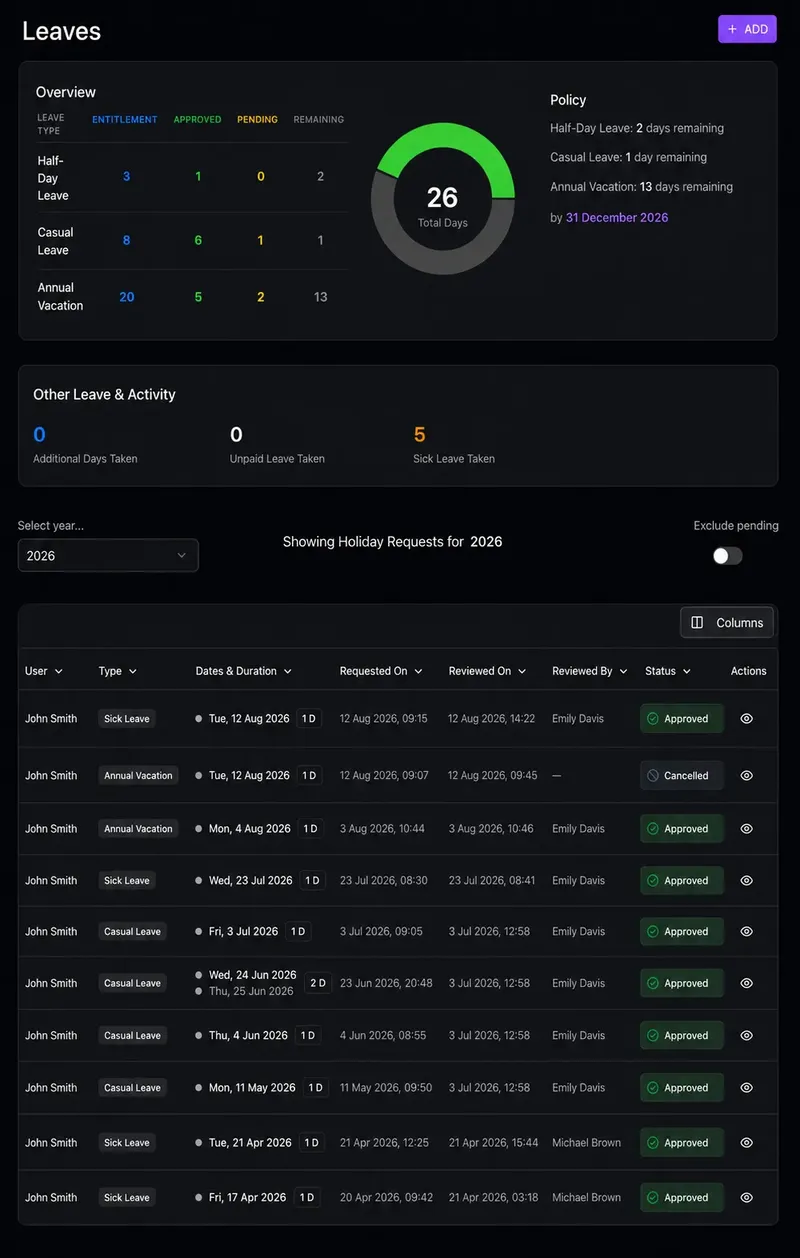 Leaves
+ ADD
Overview
LEAVE TYPE ENTITLEMENT APPROVED PENDING REMAINING
Half-Day Leave 3 1 0 2
Casual Leave 8 6 1 1
Annual Vacation 20 5 2 13
26
Total Days
Policy
Half-Day Leave: 2 days remaining
Casual Leave: 1 day remaining
Annual Vacation: 13 days remaining
by 31 December 2026
Other Leave & Activity
0 0 5
Additional Days Taken Unpaid Leave Taken Sick Leave Taken
Select year...
2026
Showing Holiday Requests for 2026
Exclude pending
Columns
User Type Dates & Duration Requested On Reviewed On Reviewed By Status Actions
John Smith Sick Leave Tue, 12 Aug 2026 1 D 12 Aug 2026, 09:15 12 Aug 2026, 14:22 Emily Davis Approved
John Smith Annual Vacation Tue, 12 Aug 2026 1 D 12 Aug 2026, 09:07 12 Aug 2026, 09:45 — Cancelled
John Smith Annual Vacation Mon, 4 Aug 2026 1 D 3 Aug 2026, 10:44 3 Aug 2026, 10:46 Emily Davis Approved
John Smith Sick Leave Wed, 23 Jul 2026 1 D 23 Jul 2026, 08:30 23 Jul 2026, 08:41 Emily Davis Approved
John Smith Casual Leave Fri, 3 Jul 2026 1 D 3 Jul 2026, 09:05 3 Jul 2026, 12:58 Emily Davis Approved
John Smith Casual Leave Wed, 24 Jun 2026 Thu, 25 Jun 2026 2 D 23 Jun 2026, 20:48 3 Jul 2026, 12:58 Emily Davis Approved
John Smith Casual Leave Thu, 4 Jun 2026 1 D 4 Jun 2026, 08:55 3 Jul 2026, 12:58 Emily Davis Approved
John Smith Casual Leave Mon, 11 May 2026 1 D 11 May 2026, 09:50 3 Jul 2026, 12:58 Emily Davis Approved
John Smith Sick Leave Tue, 21 Apr 2026 1 D 21 Apr 2026, 12:25 21 Apr 2026, 15:44 Michael Brown Approved
John Smith Sick Leave Fri, 17 Apr 2026 1 D 20 Apr 2026, 09:42 21 Apr 2026, 03:18 Michael Brown Approved